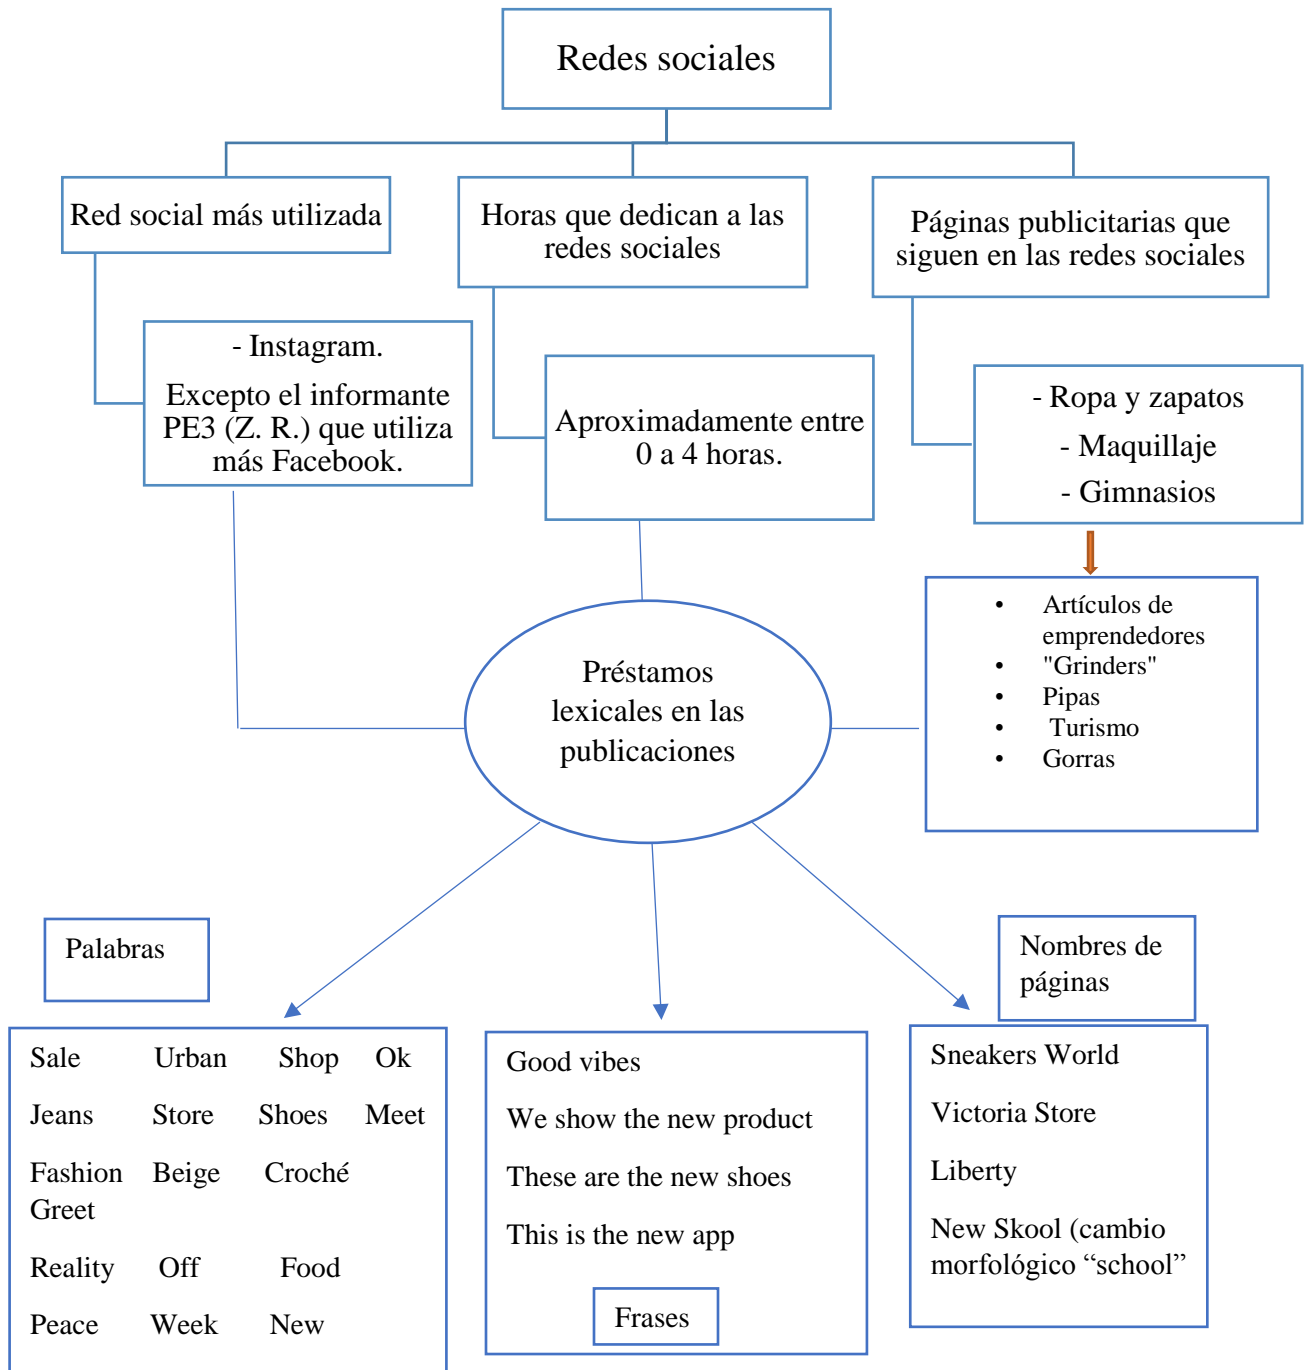 Redes sociales
Red social más utilizada
Horas que dedican a las
redes sociales
Páginas publicitarias que
siguen en las redes sociales
- Instagram.
Excepto el informante
PE3 (Z. R.) que utiliza
más Facebook.
Aproximadamente entre
0 a 4 horas.
- Ropa y zapatos
- Maquillaje
- Gimnasios
• Artículos de
emprendedores
• "Grinders"
• Pipas
• Turismo
• Gorras
Préstamos
lexicales en las
publicaciones
Palabras
Sale Urban Shop Ok
Jeans Store Shoes Meet
Fashion Beige Croché
Greet
Reality Off Food
Peace Week New
Good vibes
We show the new product
These are the new shoes
This is the new app
Frases
Nombres de
páginas
Sneakers World
Victoria Store
Liberty
New Skool (cambio
morfológico “school”